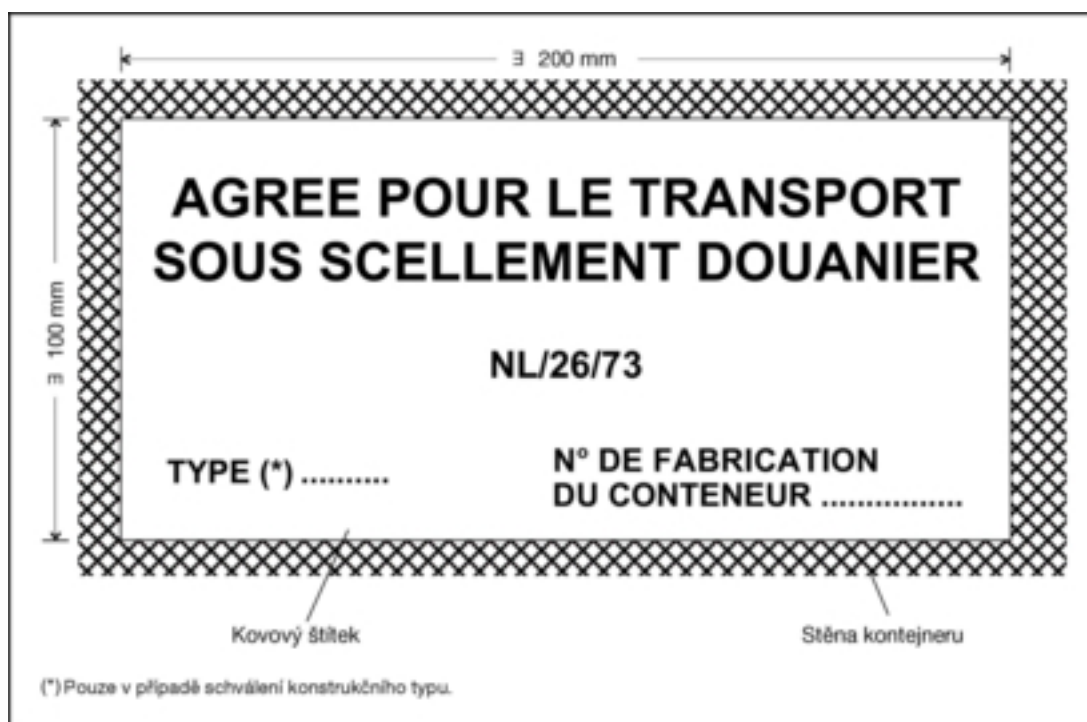 ∃ 200 mm
∃ 100 mm
AGREE POUR LE TRANSPORT
SOUS SCELLEMENT DOUANIER
NL/26/73
TYPE (*) ..........
N° DE FABRICATION
DU CONTENEUR ................
Kovový štítek
Stěna kontejneru
(*) Pouze v případě schválení konstrukčního typu.